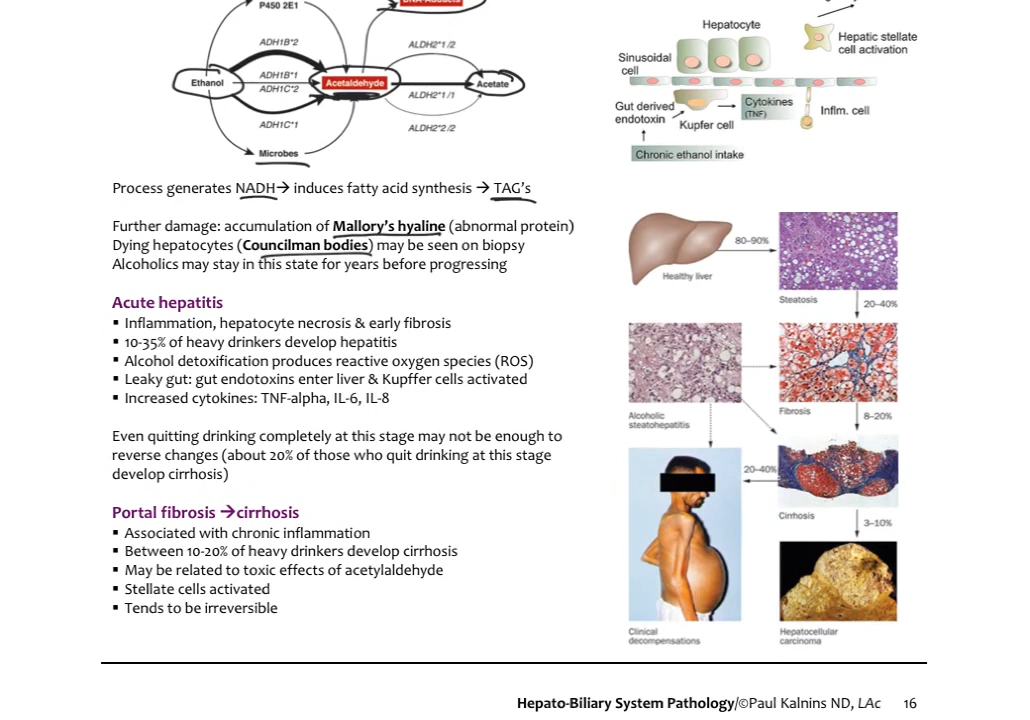 P450 2E1
ADH1B*2
ALDH2*1/2
Ethanol
ADH1B*1
ADH1C*2
Acetaldehyde
Acetate
ALDH2*1/1
ADH1C*1
ALDH2*2/2
Microbes
Hepatocyte
Hepatic stellate
cell activation
Sinusoidal
cell
Gut derived
endotoxin
Kupfer cell
Cytokines
(TNF)
Inflm. cell
Chronic ethanol intake
Process generates NADH→ induces fatty acid synthesis → TAG's
Further damage: accumulation of Mallory's hyaline (abnormal protein)
Dying hepatocytes (Councilman bodies) may be seen on biopsy
Alcoholics may stay in this state for years before progressing
Acute hepatitis
▪ Inflammation, hepatocyte necrosis & early fibrosis
▪ 10-35% of heavy drinkers develop hepatitis
▪ Alcohol detoxification produces reactive oxygen species (ROS)
▪ Leaky gut: gut endotoxins enter liver & Kupffer cells activated
▪ Increased cytokines: TNF-alpha, IL-6, IL-8
Even quitting drinking completely at this stage may not be enough to
reverse changes (about 20% of those who quit drinking at this stage
develop cirrhosis)
Portal fibrosis →cirrhosis
▪ Associated with chronic inflammation
▪ Between 10-20% of heavy drinkers develop cirrhosis
▪ May be related to toxic effects of acetylaldehyde
▪ Stellate cells activated
▪ Tends to be irreversible
80–90%
Healthy liver
Steatosis
20–40%
Alcoholic
steatohepatitis
Fibrosis
8–20%
20–40%
Cirrhosis
3–10%
Clinical
decompensations
Hepatocellular
carcinoma
Hepato-Biliary System Pathology/©Paul Kalnins ND, LAc 16